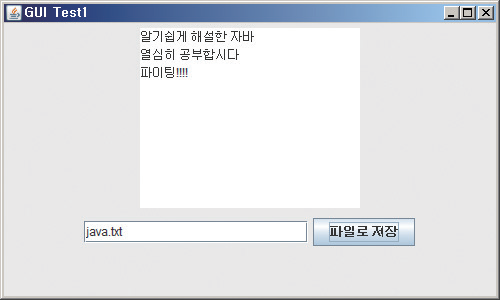 GUI Test1
알기쉽게 해설한 자바
열심히 공부합시다
파이팅!!!!
java.txt
파일로 저장